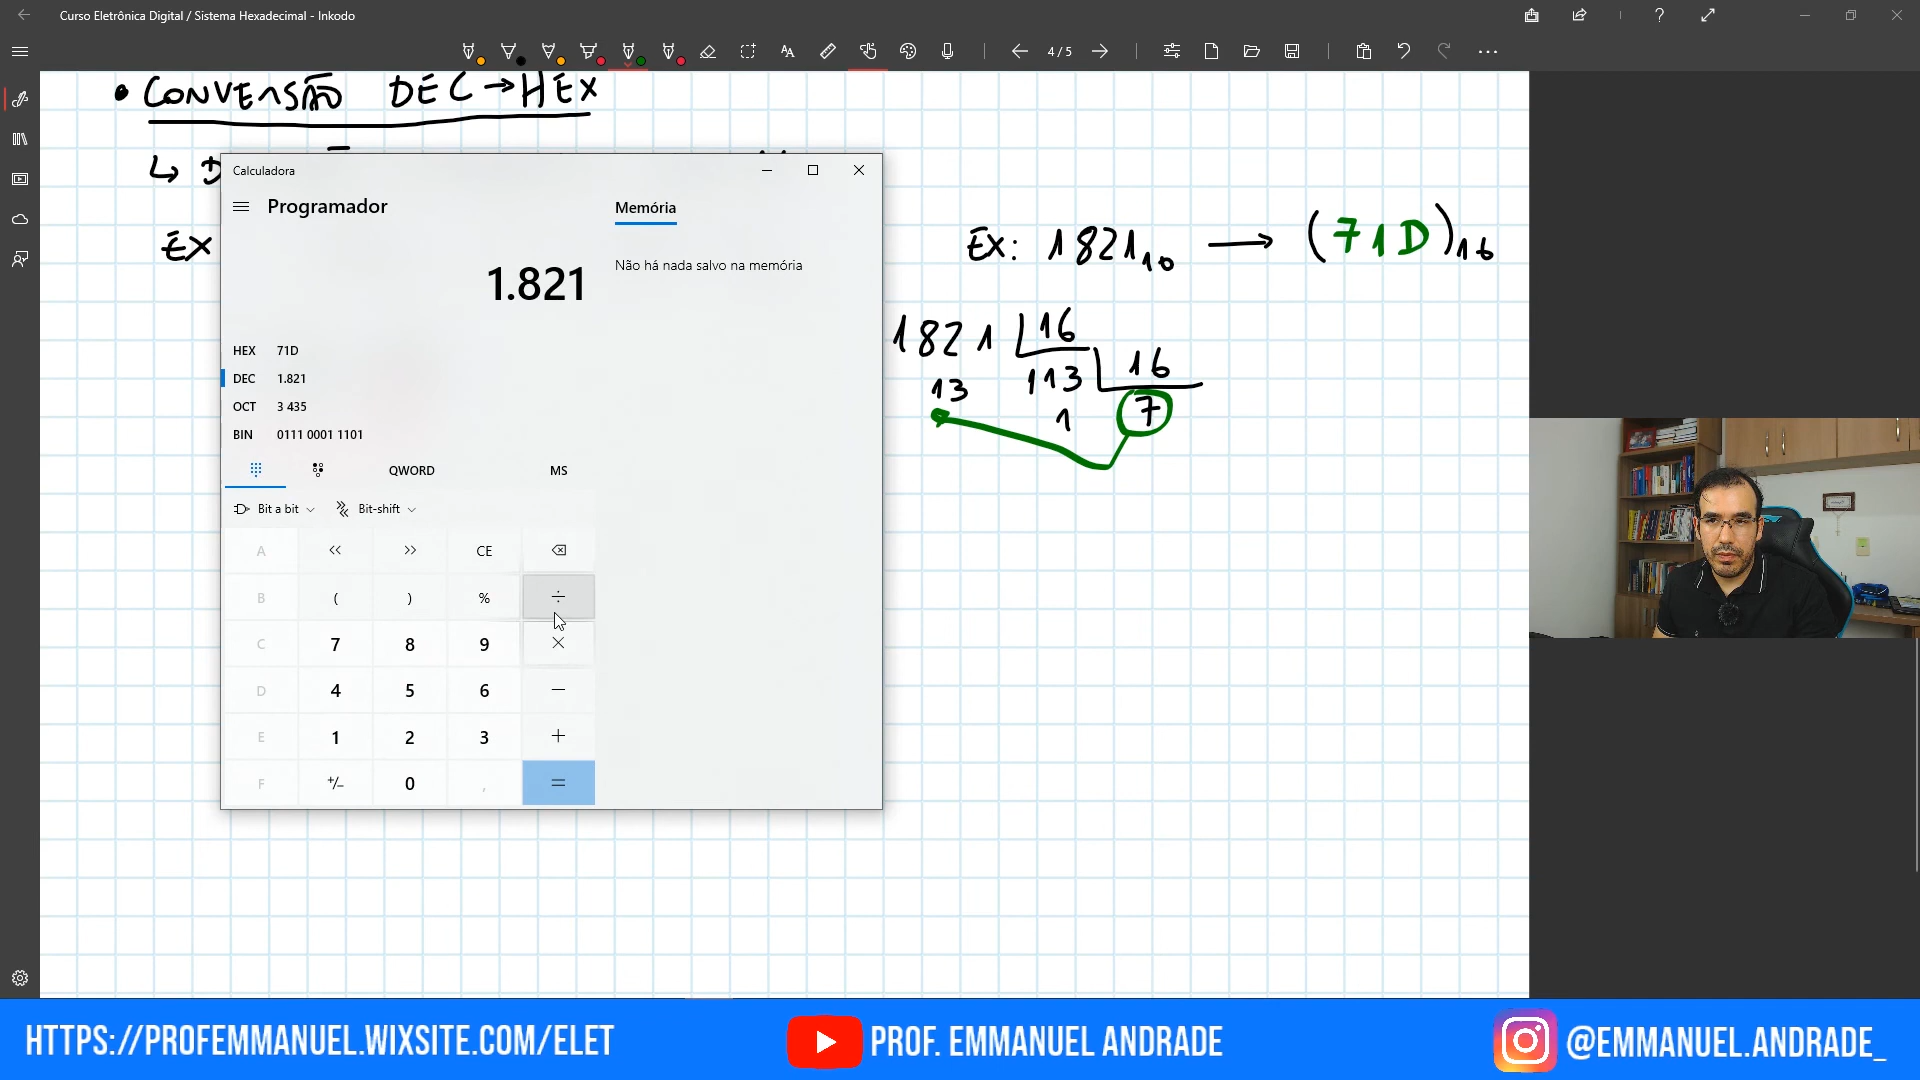 Curso Eletrônica Digital / Sistema Hexadecimal - Inkodo
4/5
• CONVERSÃO DEC → HEX
↳ D
EX
Calculadora
Programador
Memória
1.821
Não há nada salvo na memória
HEX 71D
DEC 1.821
OCT 3 435
BIN 0111 0001 1101
QWORD MS
Bit a bit Bit-shift
A << >> CE
B ( ) % ÷
C 7 8 9 ×
D 4 5 6 −
E 1 2 3 +
F +/− 0 , =
EX: 1821₁₀ → (71D)₁₆
1821 16
13 113 16
1 7
HTTPS://PROFEMMANUEL.WIXSITE.COM/ELET
PROF. EMMANUEL ANDRADE
@EMMANUEL.ANDRADE_